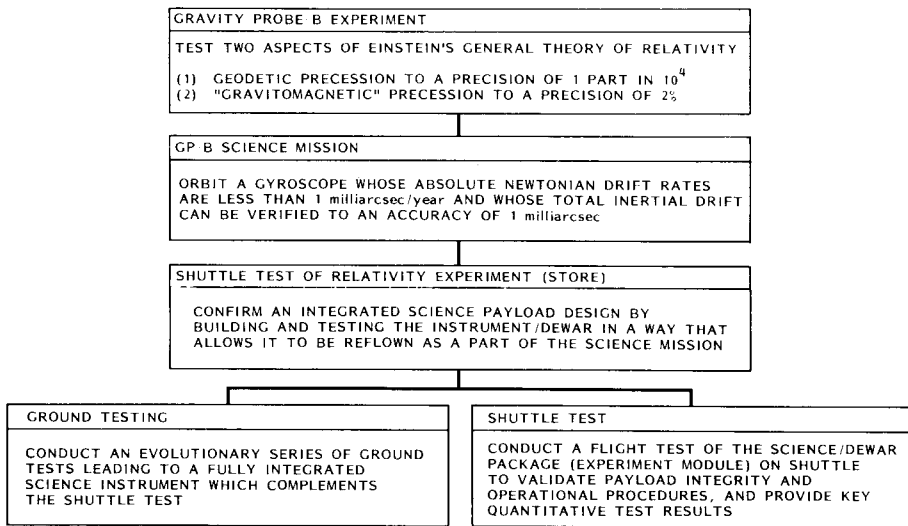 GRAVITY PROBE-B EXPERIMENT
TEST TWO ASPECTS OF EINSTEIN'S GENERAL THEORY OF RELATIVITY
(1) GEODETIC PRECESSION TO A PRECISION OF 1 PART IN 10⁴
(2) "GRAVITOMAGNETIC" PRECESSION TO A PRECISION OF 2%
GP-B SCIENCE MISSION
ORBIT A GYROSCOPE WHOSE ABSOLUTE NEWTONIAN DRIFT RATES
ARE LESS THAN 1 milliarcsec/year AND WHOSE TOTAL INERTIAL DRIFT
CAN BE VERIFIED TO AN ACCURACY OF 1 milliarcsec
SHUTTLE TEST OF RELATIVITY EXPERIMENT (STORE)
CONFIRM AN INTEGRATED SCIENCE PAYLOAD DESIGN BY
BUILDING AND TESTING THE INSTRUMENT/DEWAR IN A WAY THAT
ALLOWS IT TO BE REFLOWN AS A PART OF THE SCIENCE MISSION
GROUND TESTING
CONDUCT AN EVOLUTIONARY SERIES OF GROUND
TESTS LEADING TO A FULLY INTEGRATED
SCIENCE INSTRUMENT WHICH COMPLEMENTS
THE SHUTTLE TEST
SHUTTLE TEST
CONDUCT A FLIGHT TEST OF THE SCIENCE/DEWAR
PACKAGE (EXPERIMENT MODULE) ON SHUTTLE
TO VALIDATE PAYLOAD INTEGRITY AND
OPERATIONAL PROCEDURES, AND PROVIDE KEY
QUANTITATIVE TEST RESULTS